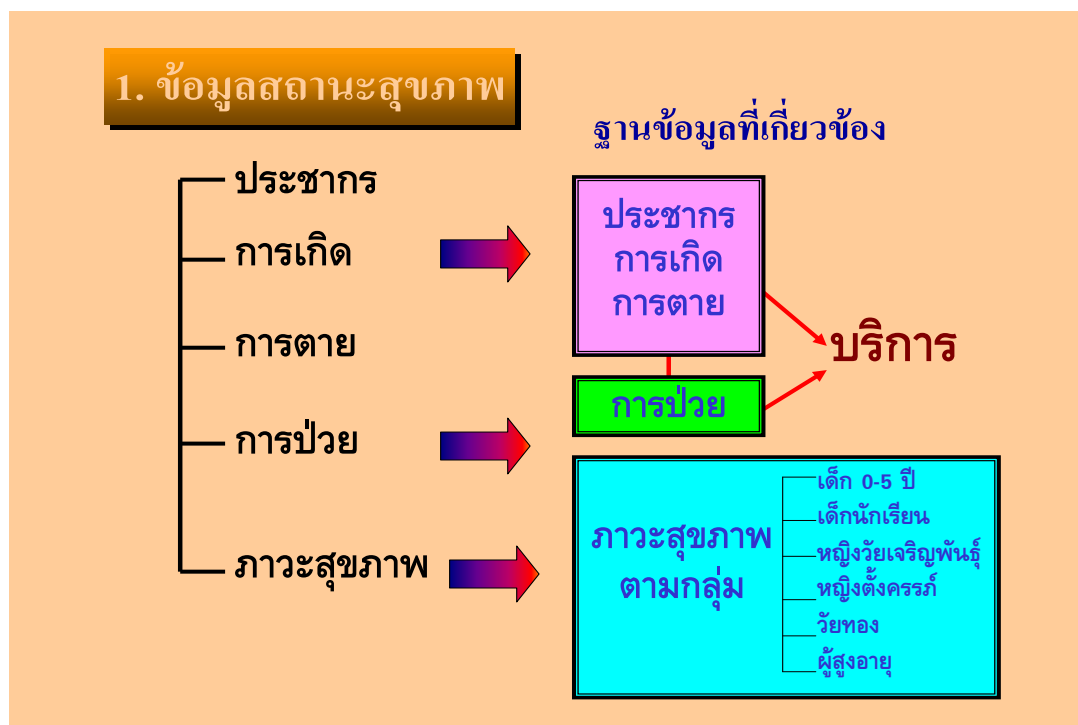 1. ข้อมูลสถานะสุขภาพ
ประชากร
การเกิด
การตาย
การป่วย
ภาวะสุขภาพ
ฐานข้อมูลที่เกี่ยวข้อง
ประชากร
การเกิด
การตาย
การป่วย
บริการ
ภาวะสุขภาพ
ตามกลุ่ม
เด็ก 0-5 ปี
เด็กนักเรียน
หญิงวัยเจริญพันธุ์
หญิงตั้งครรภ์
วัยทอง
ผู้สูงอายุ